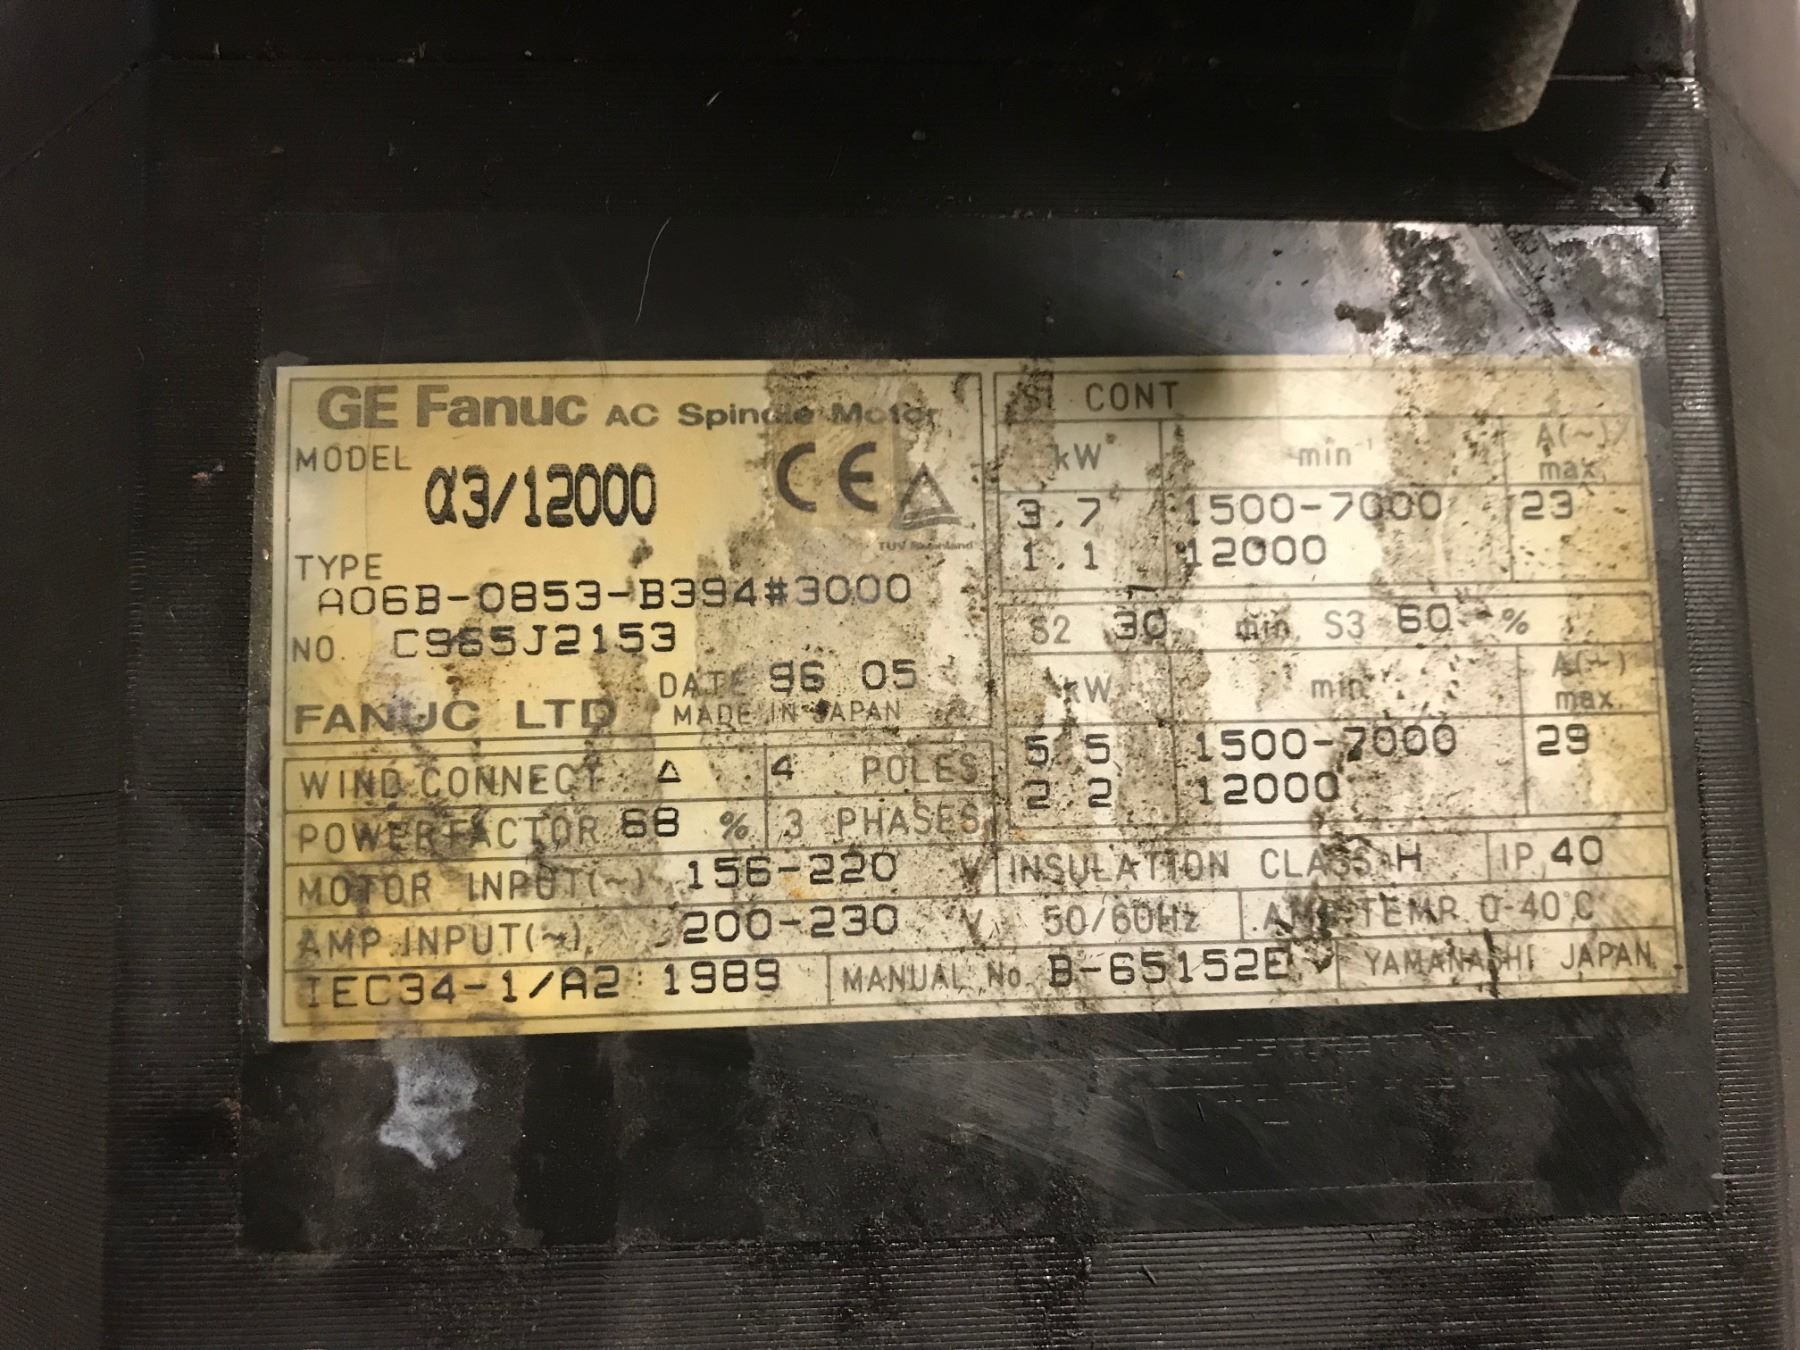 GE Fanuc AC Spindle Motor
MODEL
α3/12000
CE
TUV Rheinland
TYPE
A06B-0853-B394#3000
NO. C965J2153
DATE 96 05
FANUC LTD MADE IN JAPAN
WIND.CONNECT Δ 4 POLES
POWER FACTOR 68 % 3 PHASES
MOTOR INPUT(~) 156-220 V
AMP.INPUT(~) 200-230 V 50/60Hz
IEC34-1/A2 1989 MANUAL No. B-65152E
S1 CONT
kW min⁻¹ A(~) max.
3.7 1500-7000 23
1.1 12000
S2 30 min, S3 60 %
kW min⁻¹ A(~) max.
5.5 1500-7000 29
2.2 12000
INSULATION CLASS H IP 40
AMB.TEMP. 0-40°C
YAMANASHI JAPAN